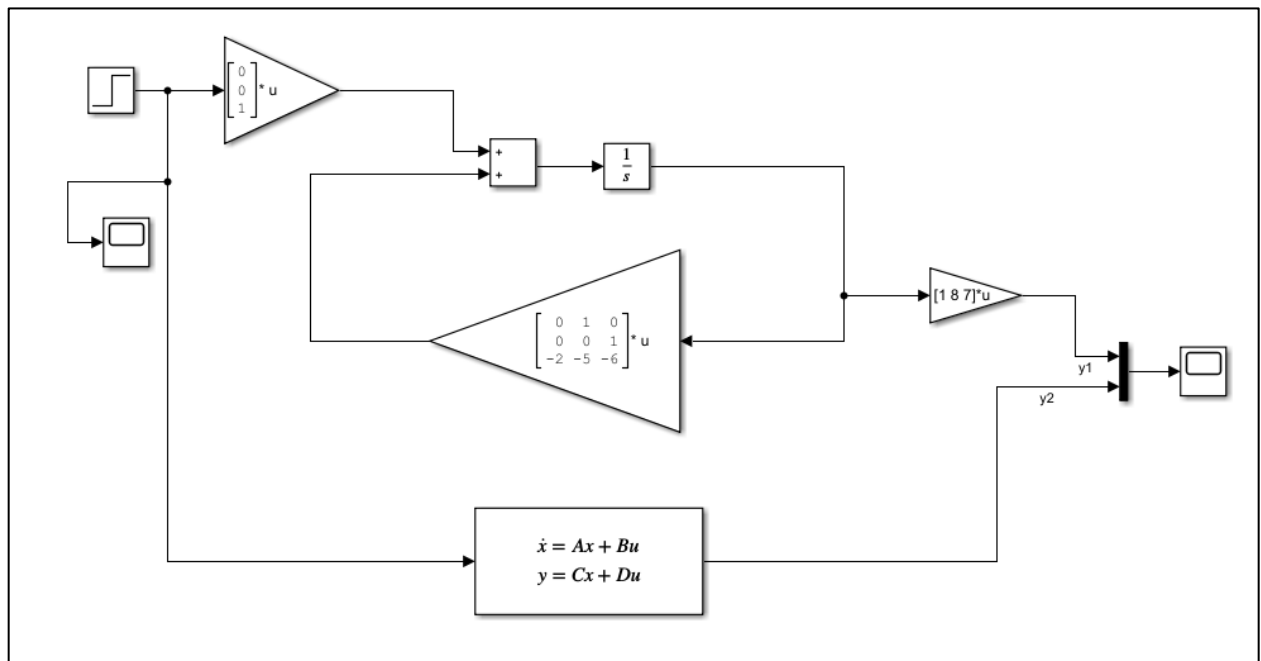 0
0
1
* u
+
+
1
s
0 1 0
0 0 1
-2 -5 -6
* u
[1 8 7]*u
y1
y2
ẋ = Ax + Bu
y = Cx + Du